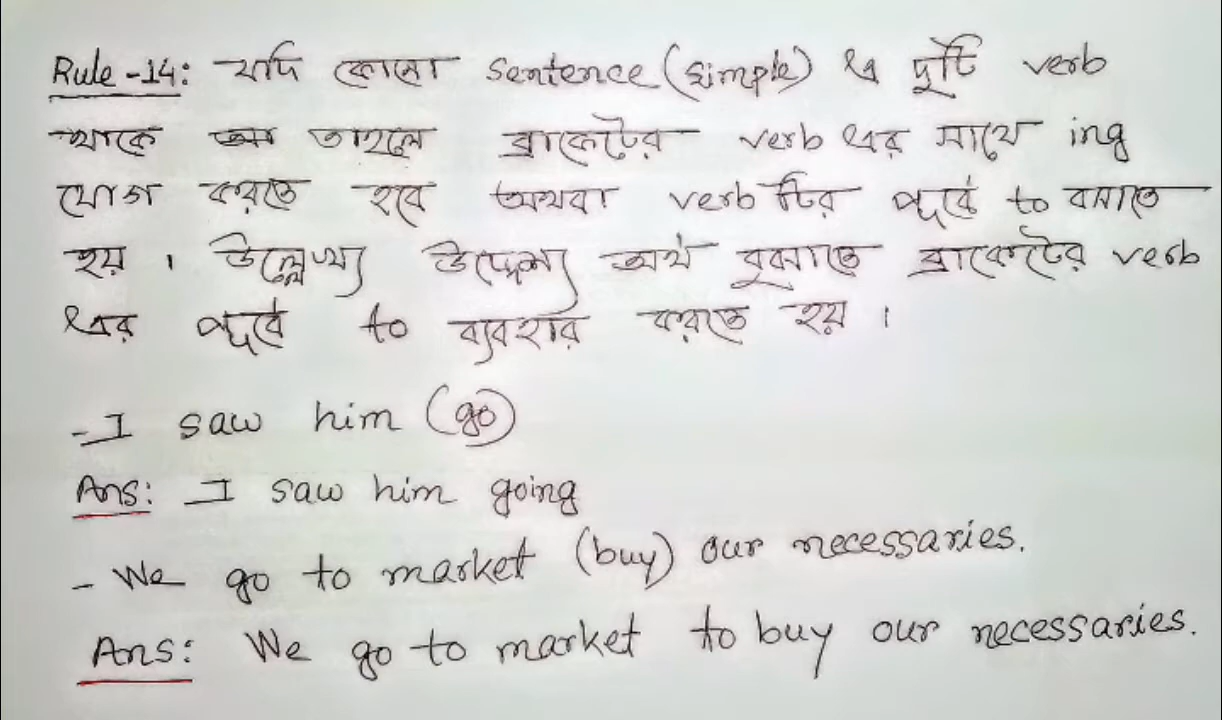 Rule-14: যদি কোনো Sentence (Simple) এ দুটি verb
থাকে তাহলে ব্রাকেটের verb এর সাথে ing
যোগ করতে হবে অথবা verb টির পূর্বে to বসাতে
হয়। উল্লেখ্য উদ্দেশ্য অর্থ বুঝাতে ব্রাকেটের verb
এর পূর্বে to ব্যবহার করতে হয়।
- I saw him (go)
Ans: I saw him going
- We go to market (buy) our necessaries.
Ans: We go to market to buy our necessaries.